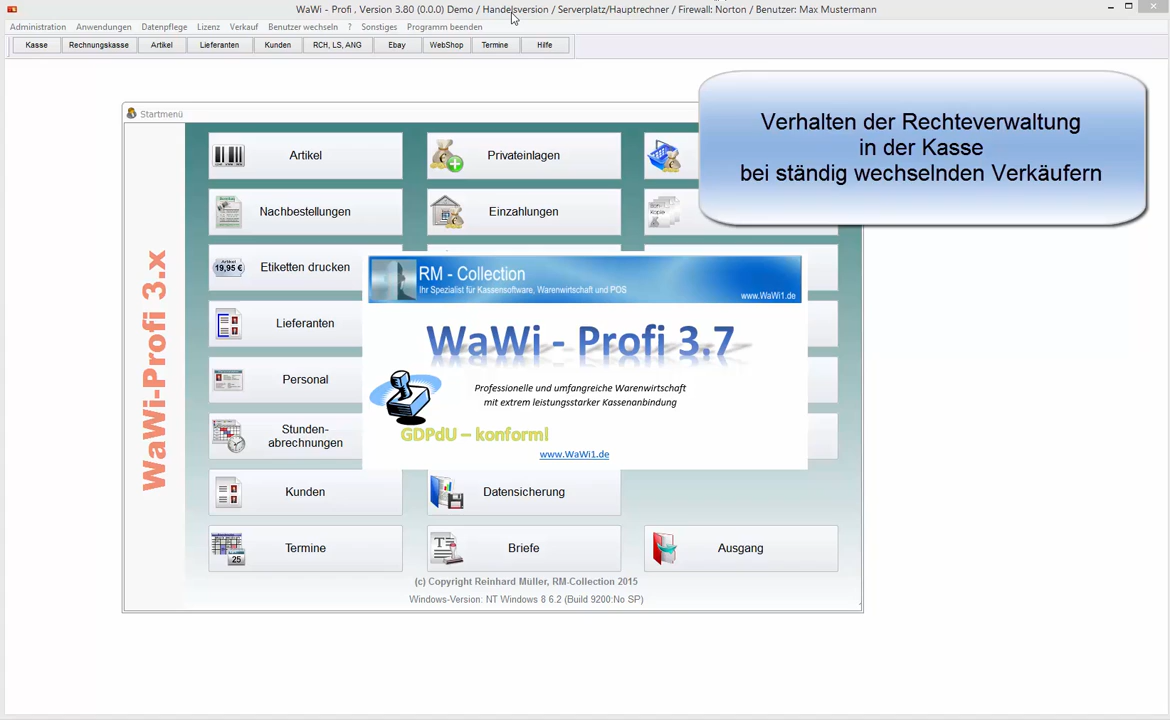 WaWi - Profi , Version 3.80 (0.0.0) Demo / Handelsversion / Serverplatz/Hauptrechner / Firewall: Norton / Benutzer: Max Mustermann
Administration Anwendungen Datenpflege Lizenz Verkauf Benutzer wechseln ? Sonstiges Programm beenden
Kasse Rechnungskasse Artikel Lieferanten Kunden RCH, LS, ANG Ebay WebShop Termine Hilfe
Verhalten der Rechteverwaltung
in der Kasse
bei ständig wechselnden Verkäufern
Startmenü
WaWi-Profi 3.x
Artikel
Privateinlagen
Nachbestellungen
Einzahlungen
Kopie
Artikel
19,95 €
Etiketten drucken
Lieferanten
Personal
Stunden-
abrechnungen
Kunden
Datensicherung
25
Termine
Briefe
Ausgang
RM - Collection
Ihr Spezialist für Kassensoftware, Warenwirtschaft und POS
www.WaWi1.de
WaWi - Profi 3.7
Professionelle und umfangreiche Warenwirtschaft
mit extrem leistungsstarker Kassenanbindung
GDPdU – konform!
www.WaWi1.de
(c) Copyright Reinhard Müller, RM-Collection 2015
Windows-Version: NT Windows 8 6.2 (Build 9200:No SP)